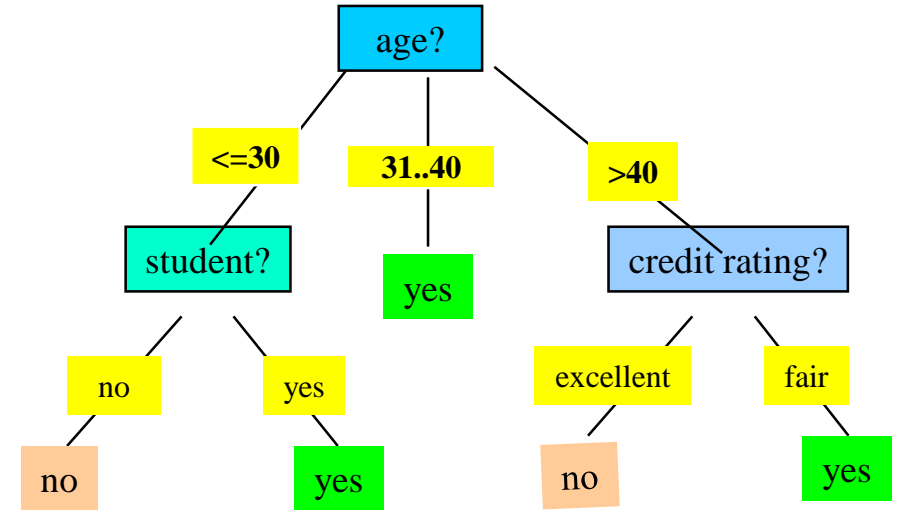 age?
<=30
31..40
>40
student?
yes
credit rating?
no
yes
excellent
fair
no
yes
no
yes